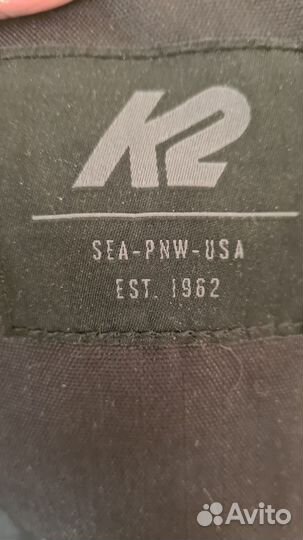 K2
SEA-PNW-USA
EST. 1962
Avito